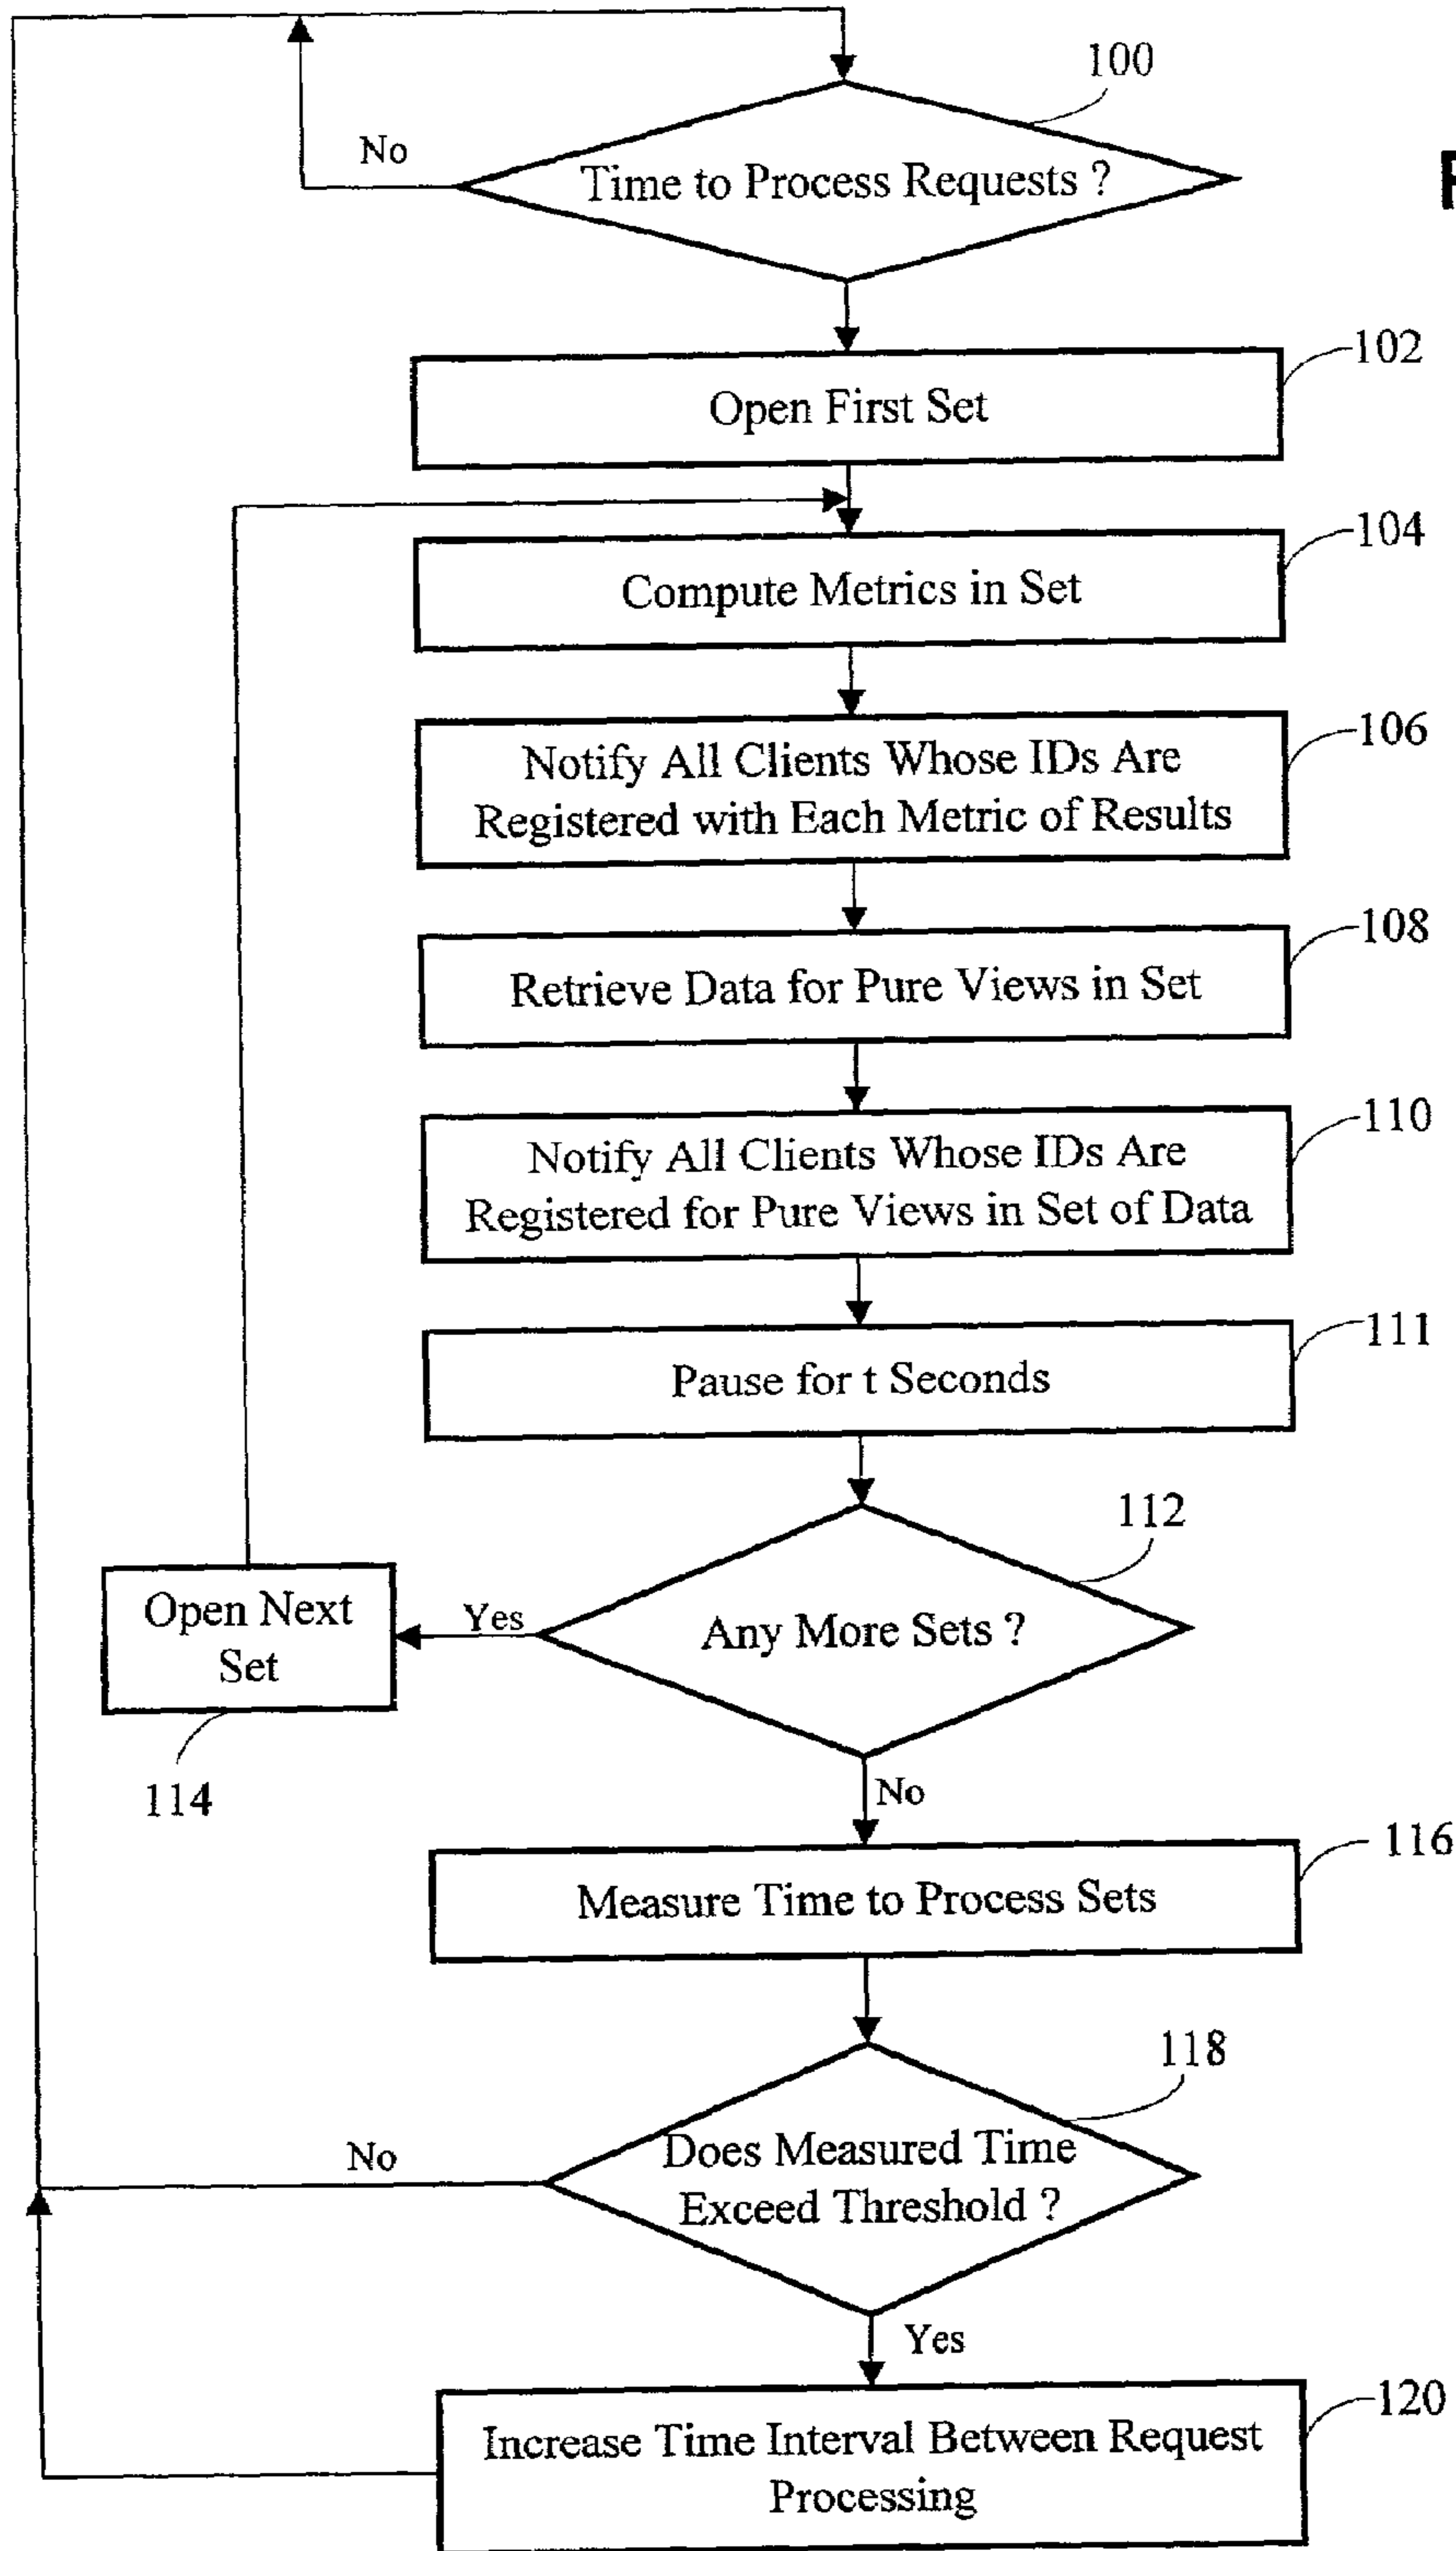 100
No
Time to Process Requests ?
102
Open First Set
104
Compute Metrics in Set
106
Notify All Clients Whose IDs Are
Registered with Each Metric of Results
108
Retrieve Data for Pure Views in Set
110
Notify All Clients Whose IDs Are
Registered for Pure Views in Set of Data
111
Pause for t Seconds
112
Any More Sets ?
Yes
Open Next
Set
114
No
116
Measure Time to Process Sets
118
Does Measured Time
Exceed Threshold ?
No
Yes
120
Increase Time Interval Between Request
Processing